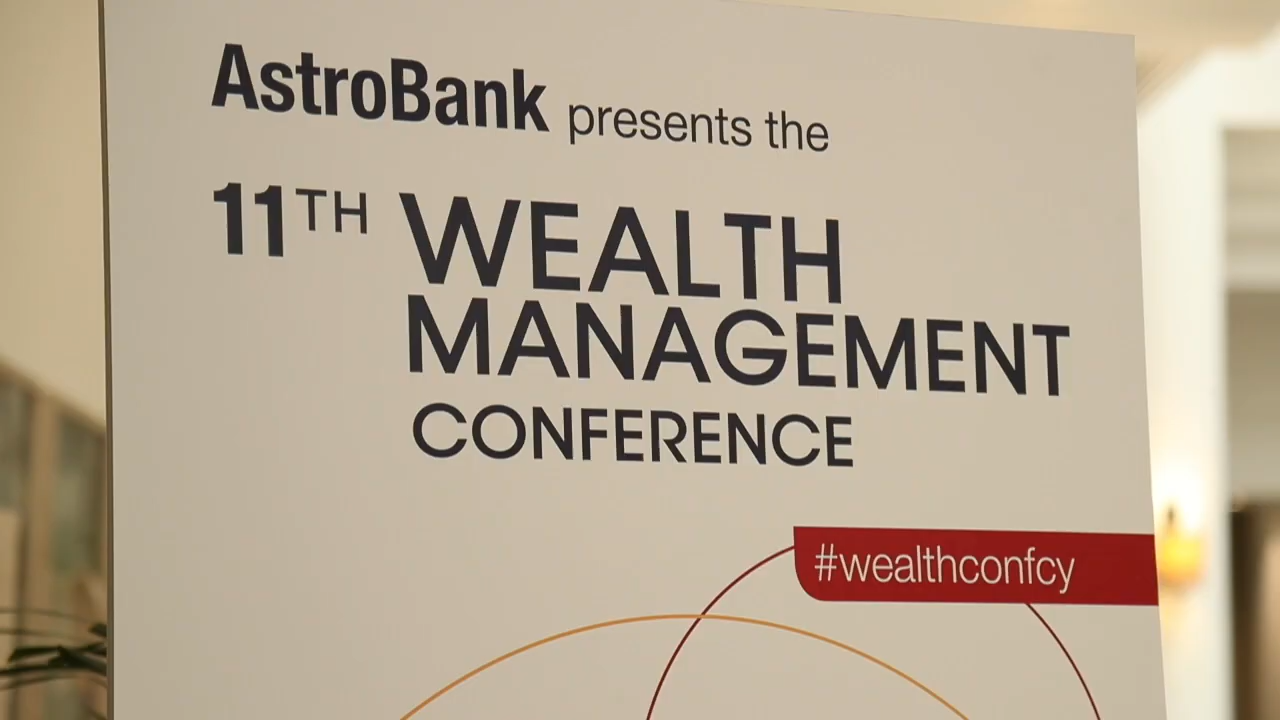 AstroBank presents the
11TH WEALTH
MANAGEMENT
CONFERENCE
#wealthconfcy